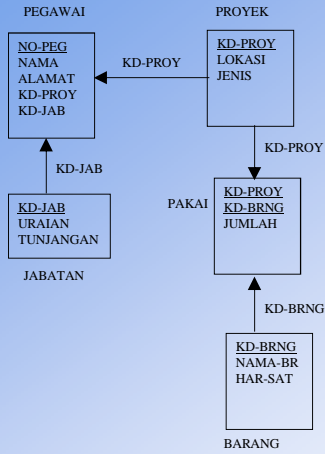 PEGAWAI
NO-PEG
NAMA
ALAMAT
KD-PROY
KD-JAB
KD-PROY
PROYEK
KD-PROY
LOKASI
JENIS
KD-JAB
KD-PROY
KD-JAB
URAIAN
TUNJANGAN
JABATAN
PAKAI
KD-PROY
KD-BRNG
JUMLAH
KD-BRNG
KD-BRNG
NAMA-BR
HAR-SAT
BARANG